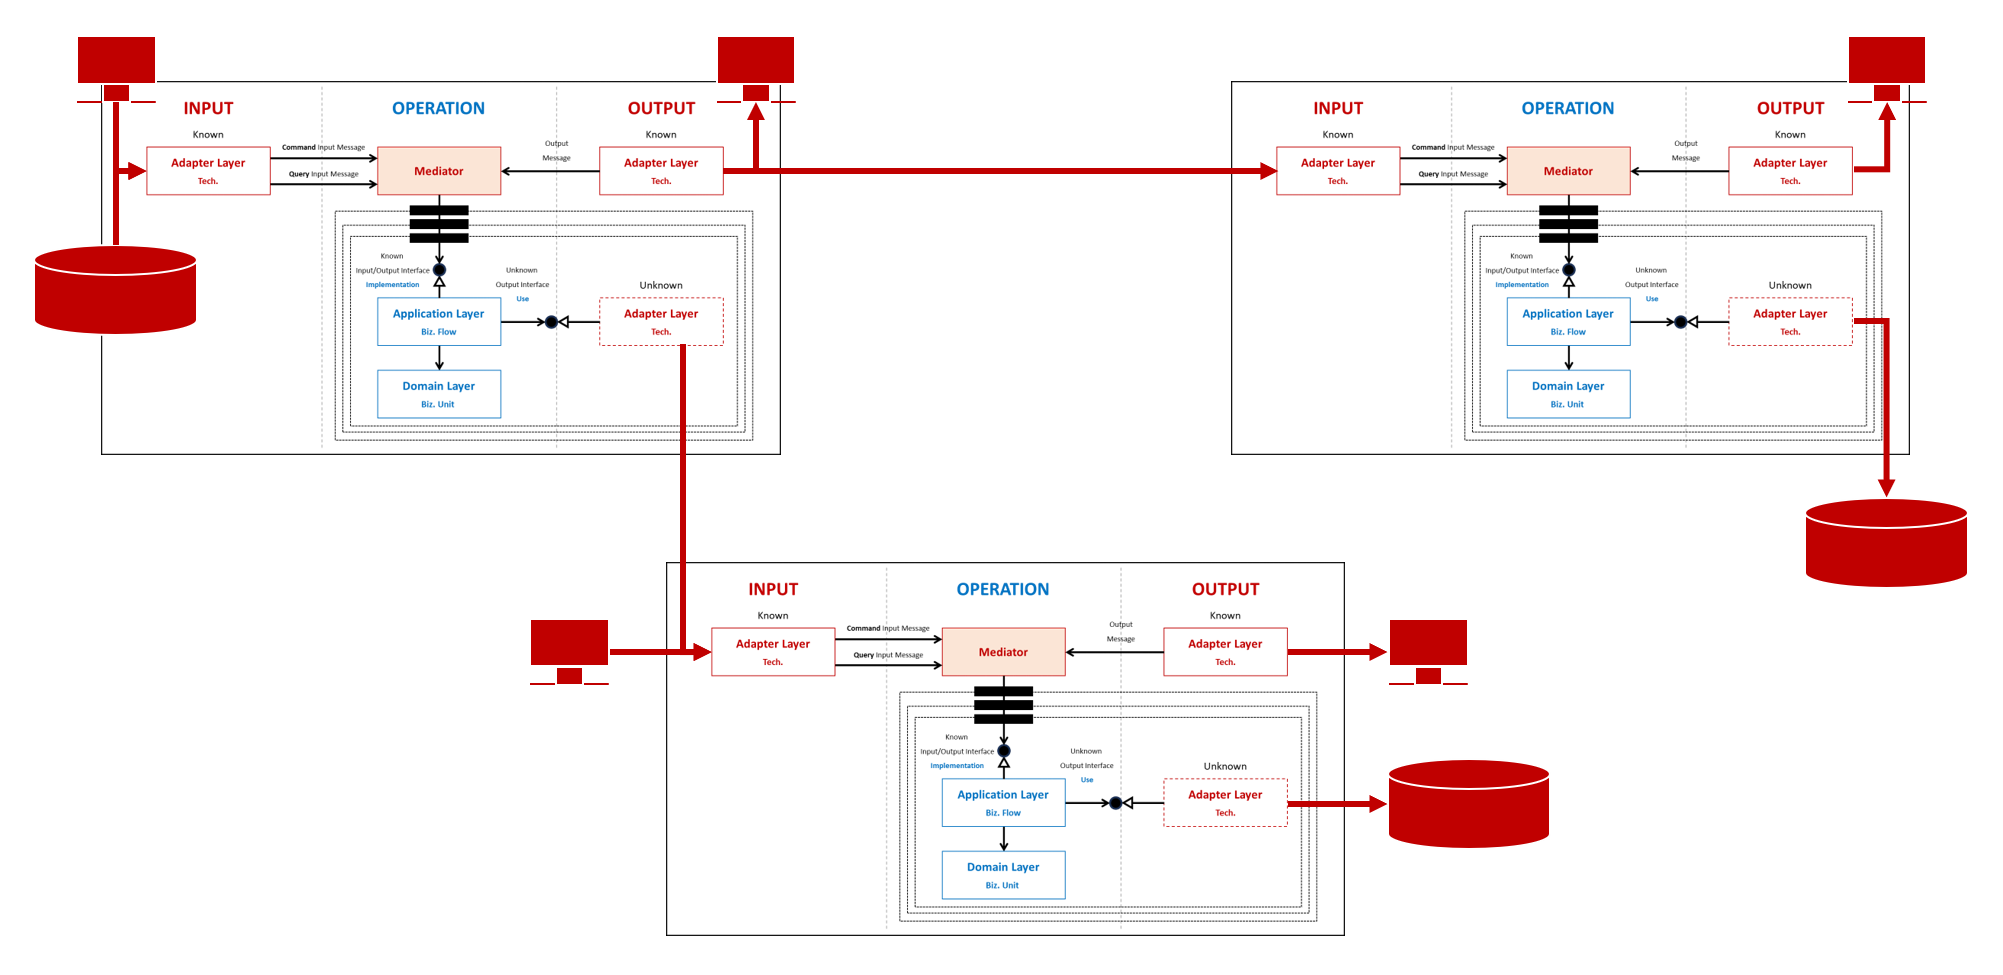 INPUT
OPERATION
OUTPUT
Known
Known
Adapter Layer
Tech.
Command Input Message
Query Input Message
Mediator
Output
Message
Adapter Layer
Tech.
Known
Input/Output Interface
Implementation
Unknown
Output Interface
Use
Unknown
Application Layer
Biz. Flow
Adapter Layer
Tech.
Domain Layer
Biz. Unit
INPUT
OPERATION
OUTPUT
Known
Known
Adapter Layer
Tech.
Command Input Message
Query Input Message
Mediator
Output
Message
Adapter Layer
Tech.
Known
Input/Output Interface
Implementation
Unknown
Output Interface
Use
Unknown
Application Layer
Biz. Flow
Adapter Layer
Tech.
Domain Layer
Biz. Unit
INPUT
OPERATION
OUTPUT
Known
Known
Adapter Layer
Tech.
Command Input Message
Query Input Message
Mediator
Output
Message
Adapter Layer
Tech.
Known
Input/Output Interface
Implementation
Unknown
Output Interface
Use
Unknown
Application Layer
Biz. Flow
Adapter Layer
Tech.
Domain Layer
Biz. Unit